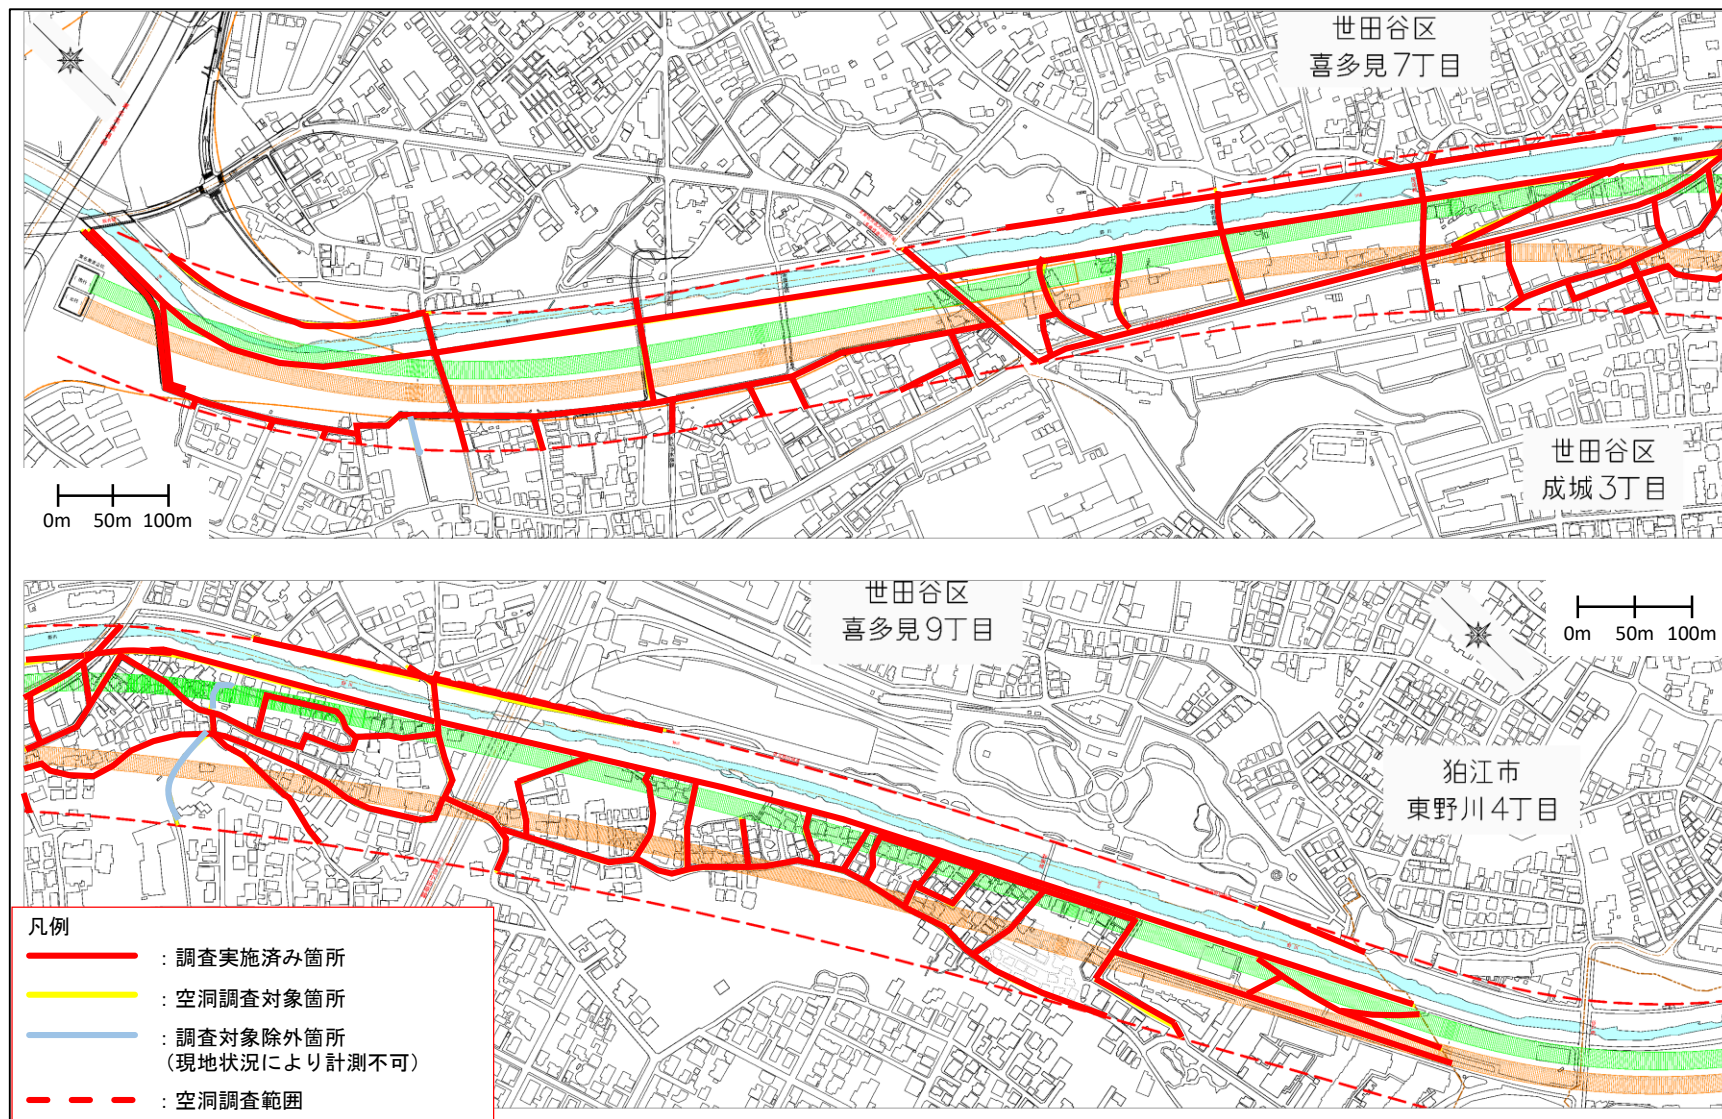 世田谷区
喜多見7丁目
世田谷区
成城3丁目
0m 50m 100m
世田谷区
喜多見9丁目
0m 50m 100m
狛江市
東野川4丁目
凡例
：調査実施済み箇所
：空洞調査対象箇所
：調査対象除外箇所
（現地状況により計測不可）
：空洞調査範囲